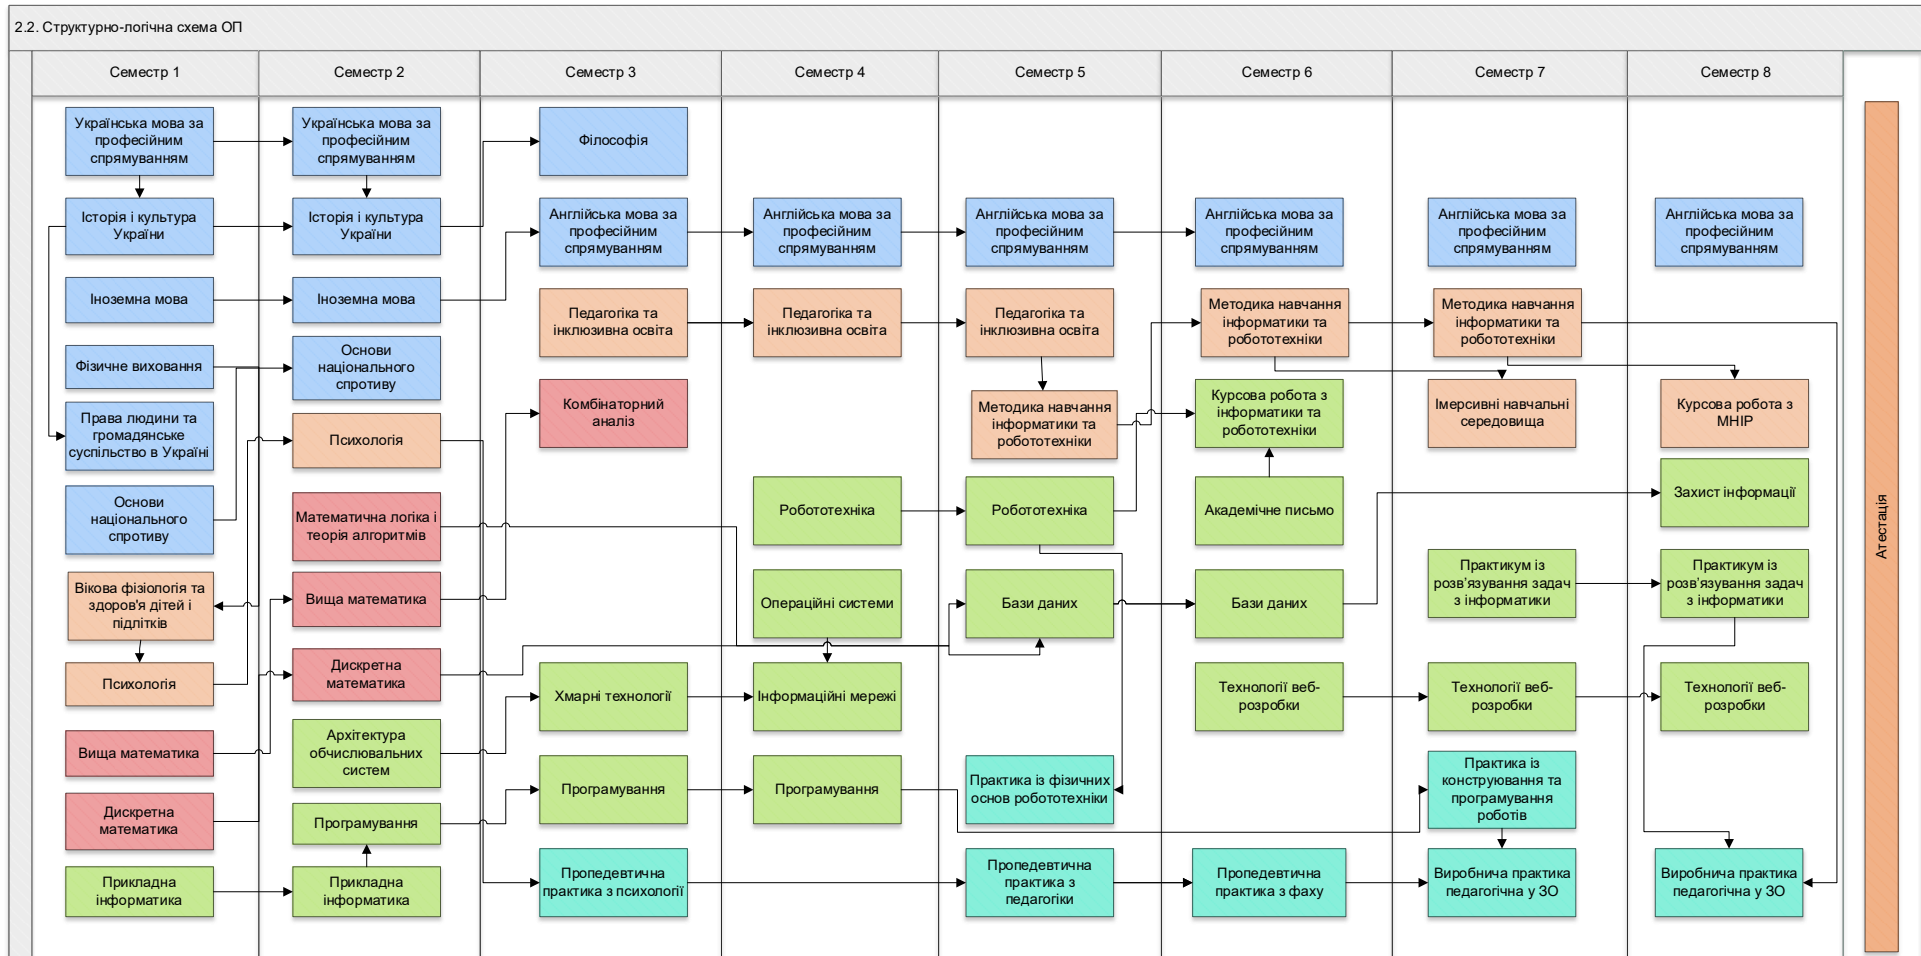 2.2. Структурно-логічна схема ОП
Семестр 1
Семестр 2
Семестр 3
Семестр 4
Семестр 5
Семестр 6
Семестр 7
Семестр 8
Українська мова за
професійним
спрямуванням
Історія і культура
України
Іноземна мова
Фізичне виховання
Права людини та
громадянське
суспільство в Україні
Основи
національного
спротиву
Вікова фізіологія та
здоров'я дітей і
підлітків
Психологія
Вища математика
Дискретна
математика
Прикладна
інформатика
Українська мова за
професійним
спрямуванням
Історія і культура
України
Іноземна мова
Основи
національного
спротиву
Психологія
Математична логіка і
теорія алгоритмів
Вища математика
Дискретна
математика
Архітектура
обчислювальних
систем
Програмування
Прикладна
інформатика
Філософія
Англійська мова за
професійним
спрямуванням
Педагогіка та
інклюзивна освіта
Комбінаторний
аналіз
Хмарні технології
Програмування
Пропедевтична
практика з психології
Англійська мова за
професійним
спрямуванням
Педагогіка та
інклюзивна освіта
Робототехніка
Операційні системи
Інформаційні мережі
Програмування
Англійська мова за
професійним
спрямуванням
Педагогіка та
інклюзивна освіта
Методика навчання
інформатики та
робототехніки
Робототехніка
Бази даних
Практика із фізичних
основ робототехніки
Пропедевтична
практика з
педагогіки
Англійська мова за
професійним
спрямуванням
Методика навчання
інформатики та
робототехніки
Курсова робота з
інформатики та
робототехніки
Академічне письмо
Бази даних
Технології веб-
розробки
Пропедевтична
практика з фаху
Англійська мова за
професійним
спрямуванням
Методика навчання
інформатики та
робототехніки
Імерсивні навчальні
середовища
Практикум із
розв'язування задач
з інформатики
Технології веб-
розробки
Практика із
конструювання та
програмування
роботів
Виробнича практика
педагогічна у ЗО
Англійська мова за
професійним
спрямуванням
Курсова робота з
МНІР
Захист інформації
Практикум із
розв'язування задач
з інформатики
Технології веб-
розробки
Виробнича практика
педагогічна у ЗО
Атестація